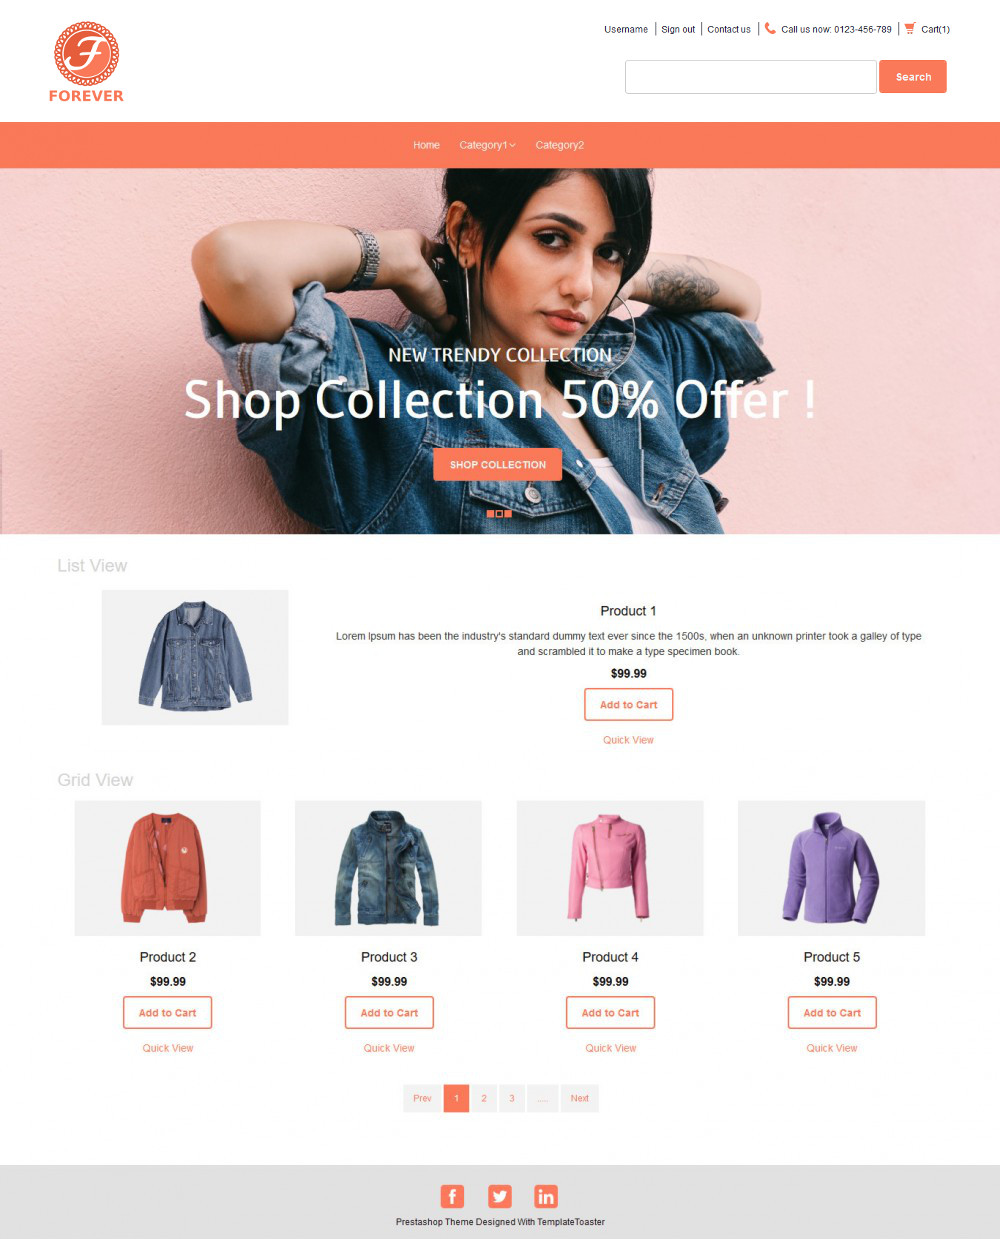 Username
Sign out
Contact us
Call us now: 0123-456-789
Cart(1)
F
FOREVER
Search
Home
Category1
Category2
NEW TRENDY COLLECTION
Shop Collection 50% Offer !
SHOP COLLECTION
List View
Product 1
Lorem Ipsum has been the industry's standard dummy text ever since the 1500s, when an unknown printer took a galley of type
and scrambled it to make a type specimen book.
$99.99
Add to Cart
Quick View
Grid View
Product 2
$99.99
Add to Cart
Quick View
Product 3
$99.99
Add to Cart
Quick View
Product 4
$99.99
Add to Cart
Quick View
Product 5
$99.99
Add to Cart
Quick View
Prev
1
2
3
.....
Next
Prestashop Theme Designed With TemplateToaster